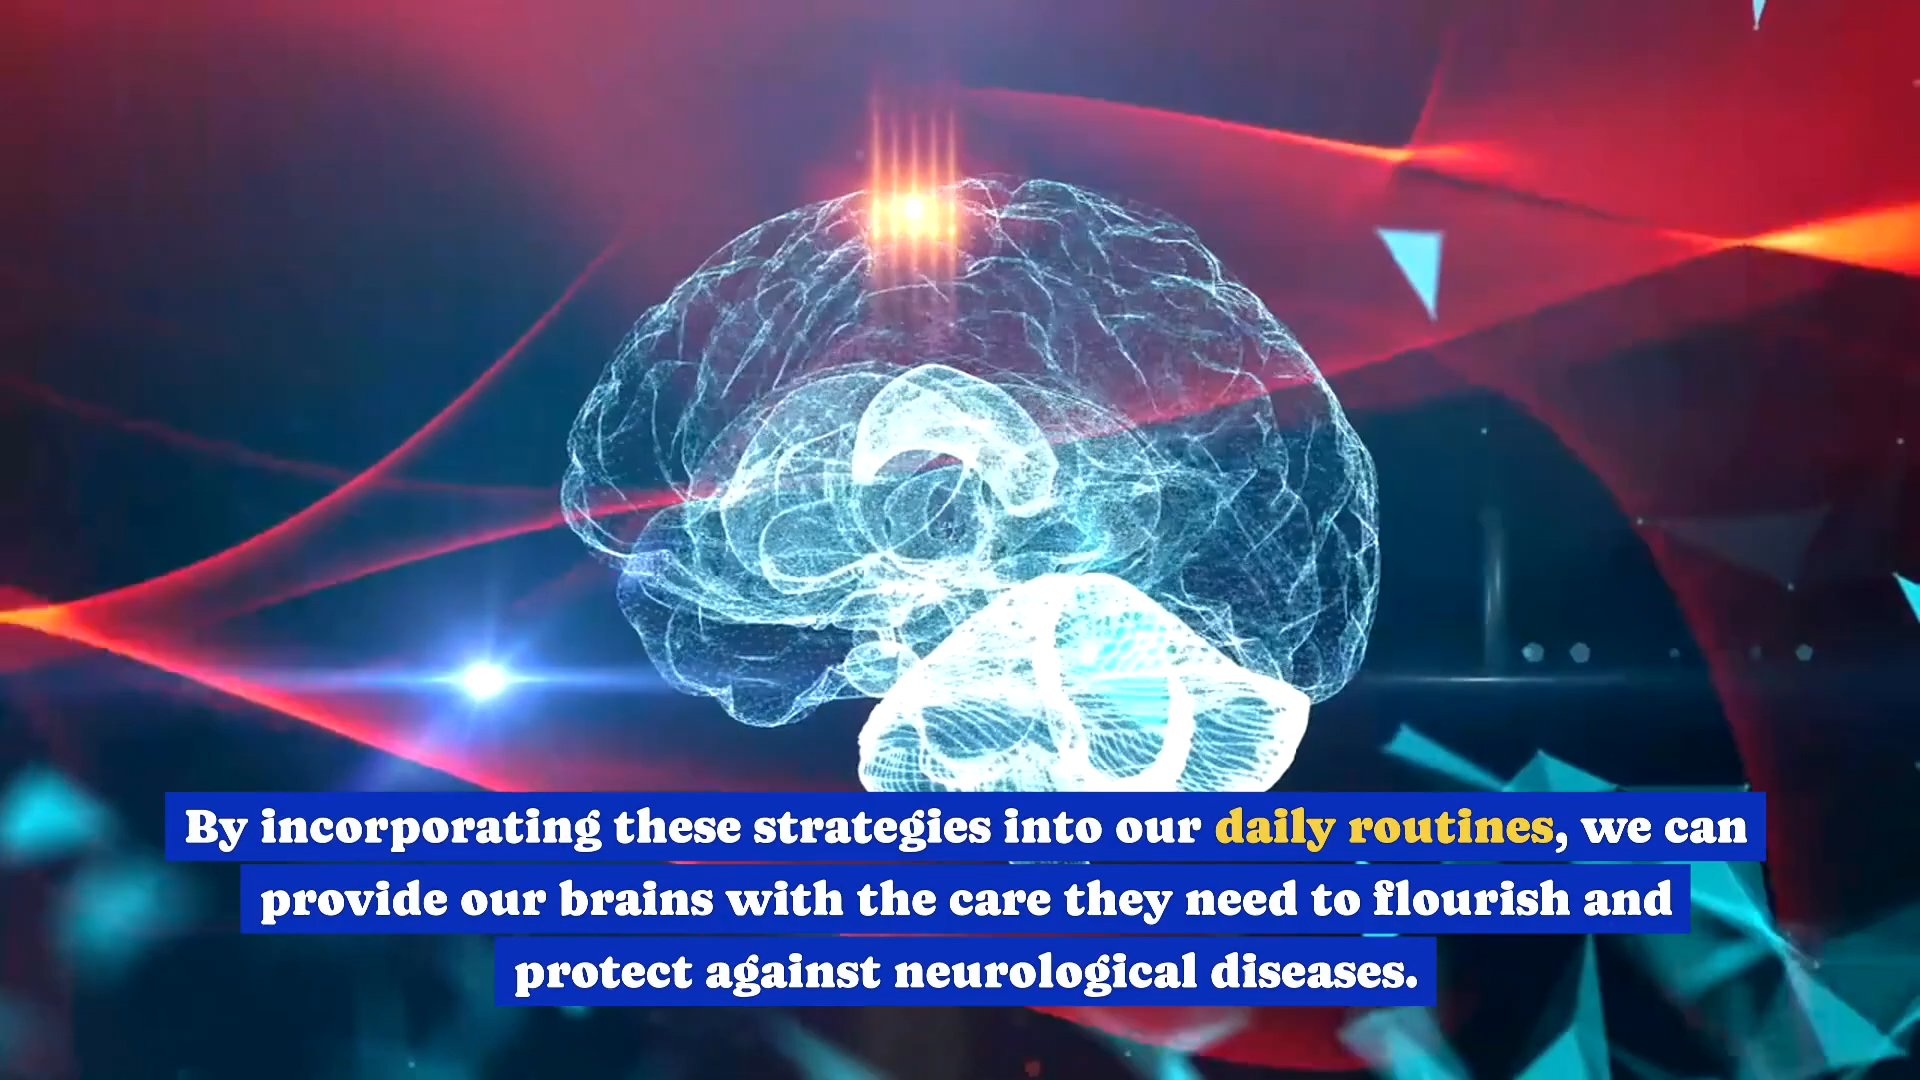 By incorporating these strategies into our daily routines, we can
provide our brains with the care they need to flourish and
protect against neurological diseases.